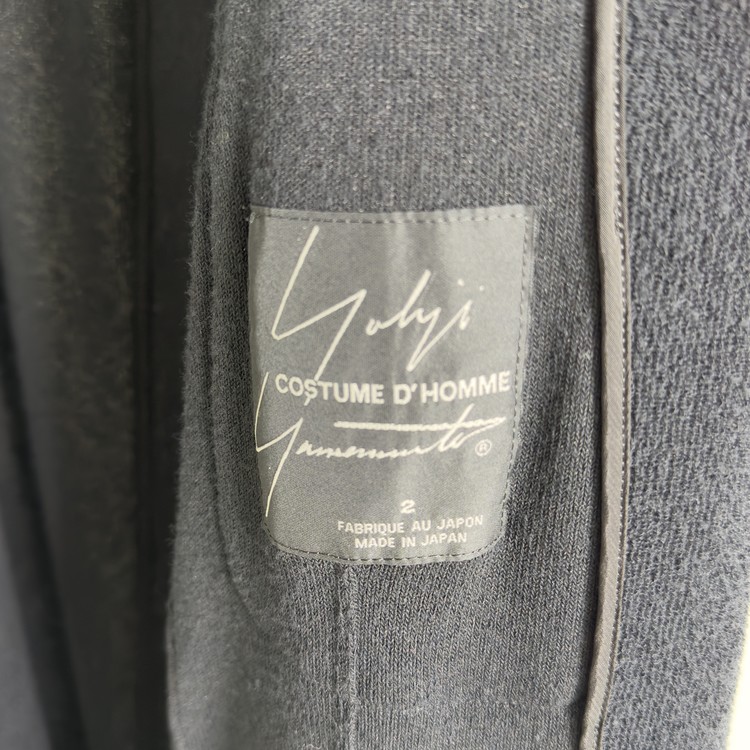 Yohji
COSTUME D'HOMME
Yamamoto ®
2
FABRIQUE AU JAPON
MADE IN JAPAN